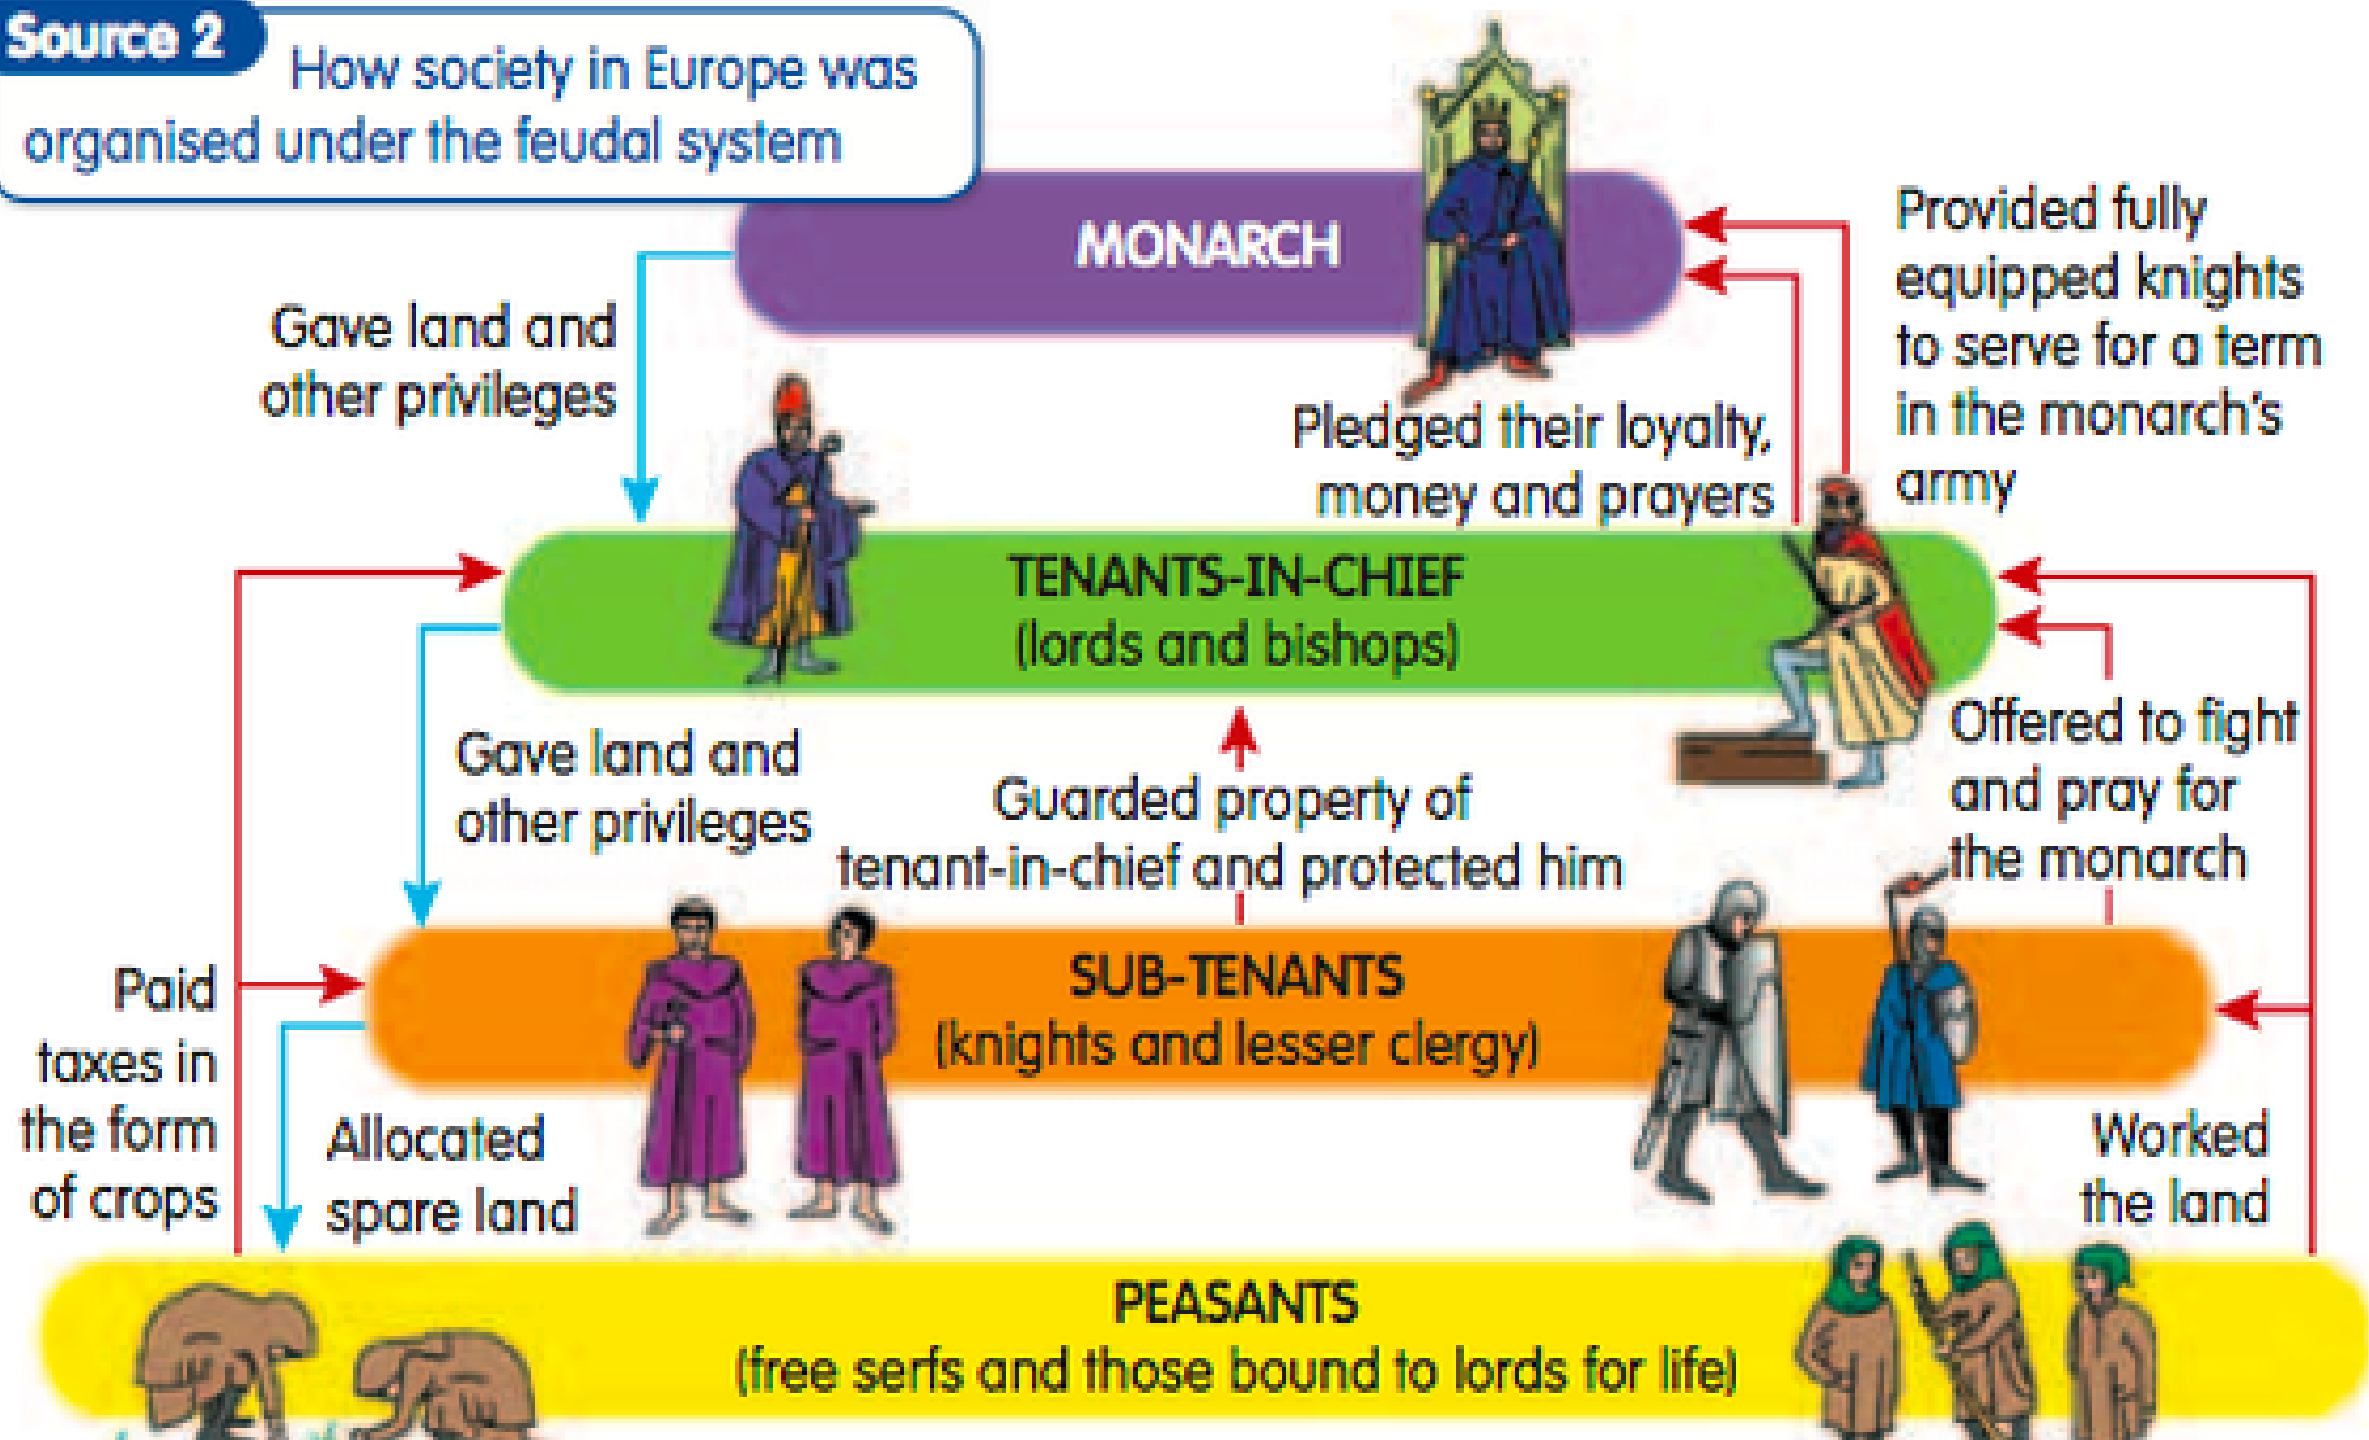 Source 2
How society in Europe was
organised under the feudal system
MONARCH
Gave land and
other privileges
Provided fully
equipped knights
to serve for a term
in the monarch's
army
Pledged their loyalty,
money and prayers
TENANTS-IN-CHIEF
(lords and bishops)
Gave land and
other privileges
Guarded property of
tenant-in-chief and protected him
Offered to fight
and pray for
the monarch
SUB-TENANTS
(knights and lesser clergy)
Paid
taxes in
the form
of crops
Allocated
spare land
Worked
the land
PEASANTS
(free serfs and those bound to lords for life)